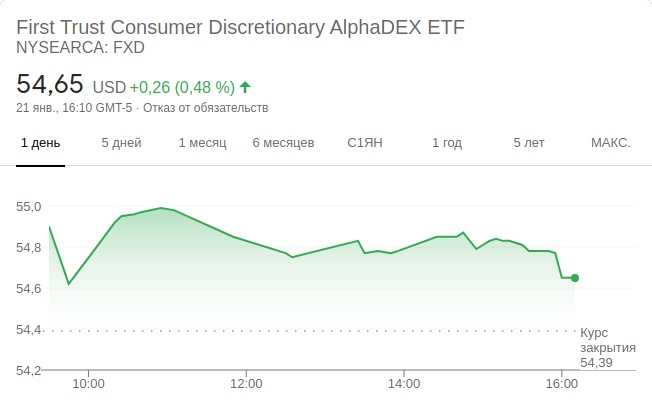 First Trust Consumer Discretionary AlphaDEX ETF
NYSEARCA: FXD
54,65 USD +0,26 (0,48 %)
21 янв., 16:10 GMT-5 · Отказ от обязательств
1 день 5 дней 1 месяц 6 месяцев С1ЯН 1 год 5 лет МАКС.
55,0
54,8
54,6
54,4
Курс
закрытия
54,39
54,2
10:00 12:00 14:00 16:00